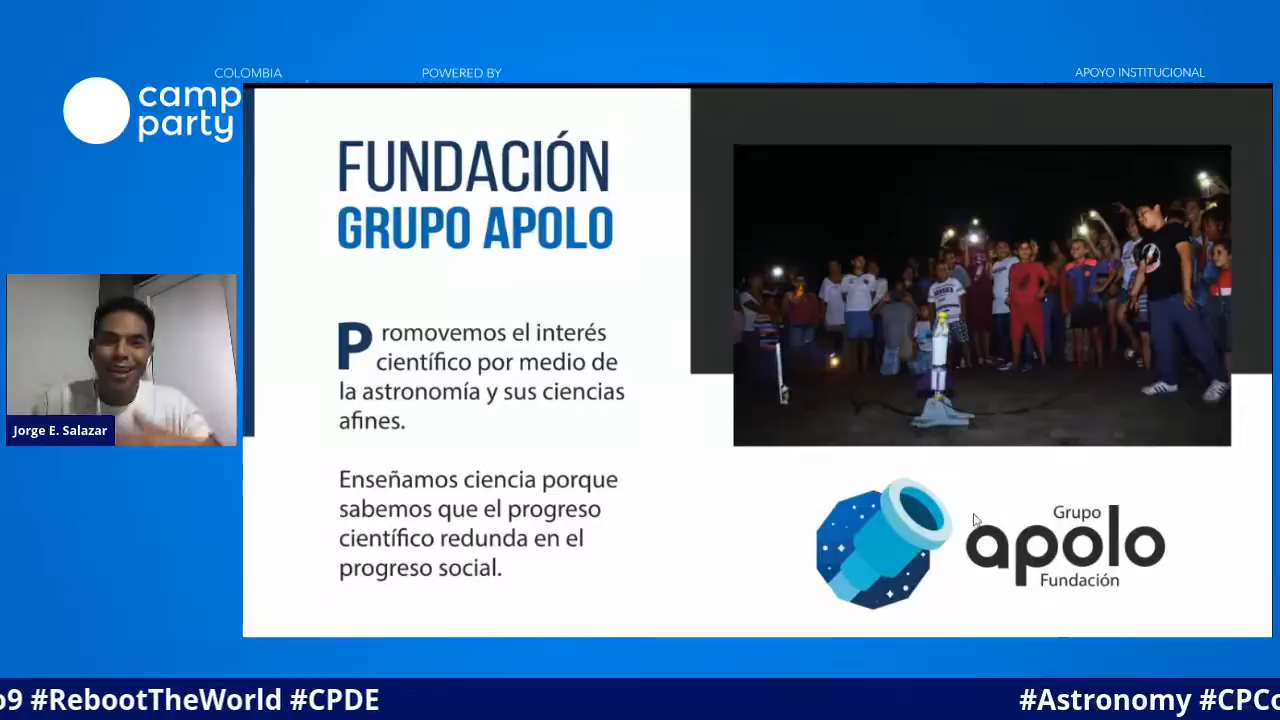 COLOMBIA
POWERED BY
APOYO INSTITUCIONAL
camp
party
FUNDACIÓN
GRUPO APOLO
Promovemos el interés
científico por medio de
la astronomía y sus ciencias
afines.
Enseñamos ciencia porque
sabemos que el progreso
científico redunda en el
progreso social.
Grupo
apolo
Fundación
Jorge E. Salazar
o9 #RebootTheWorld #CPDE
#Astronomy #CPCo